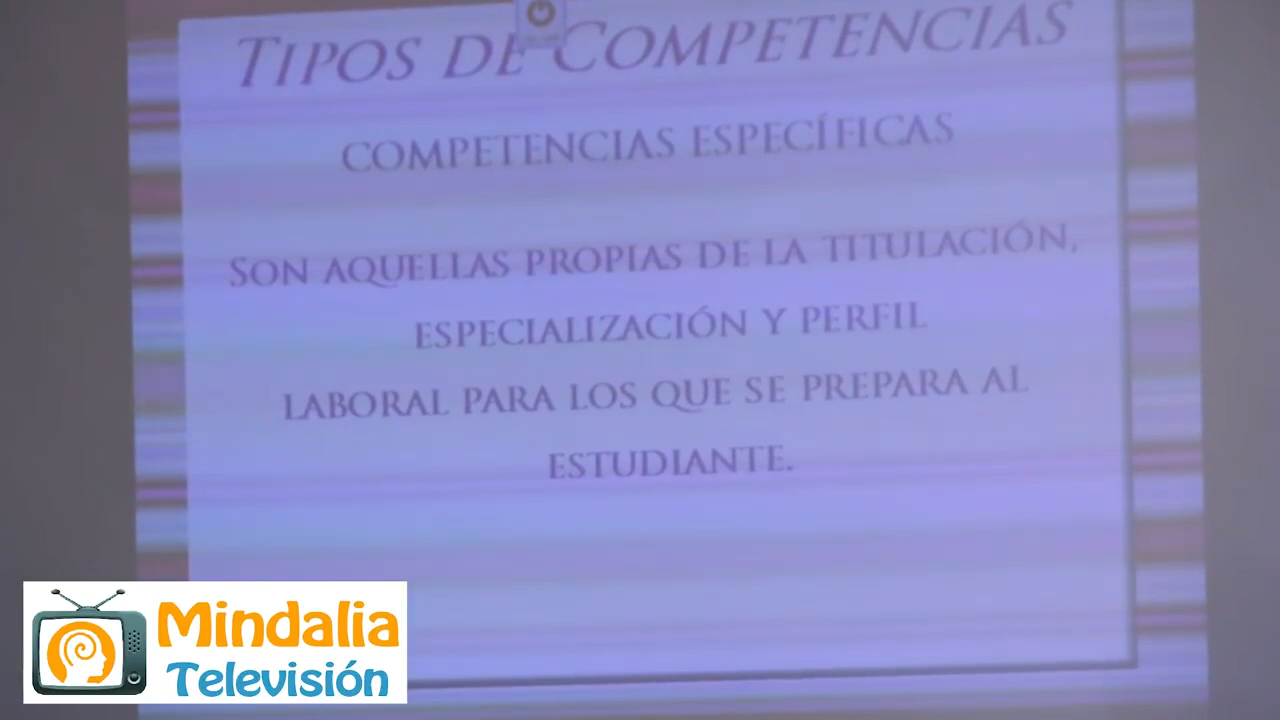 TIPOS DE COMPETENCIAS
COMPETENCIAS ESPECÍFICAS
SON AQUELLAS PROPIAS DE LA TITULACIÓN,
ESPECIALIZACIÓN Y PERFIL
LABORAL PARA LOS QUE SE PREPARA AL
ESTUDIANTE.
Mindalia
Televisión